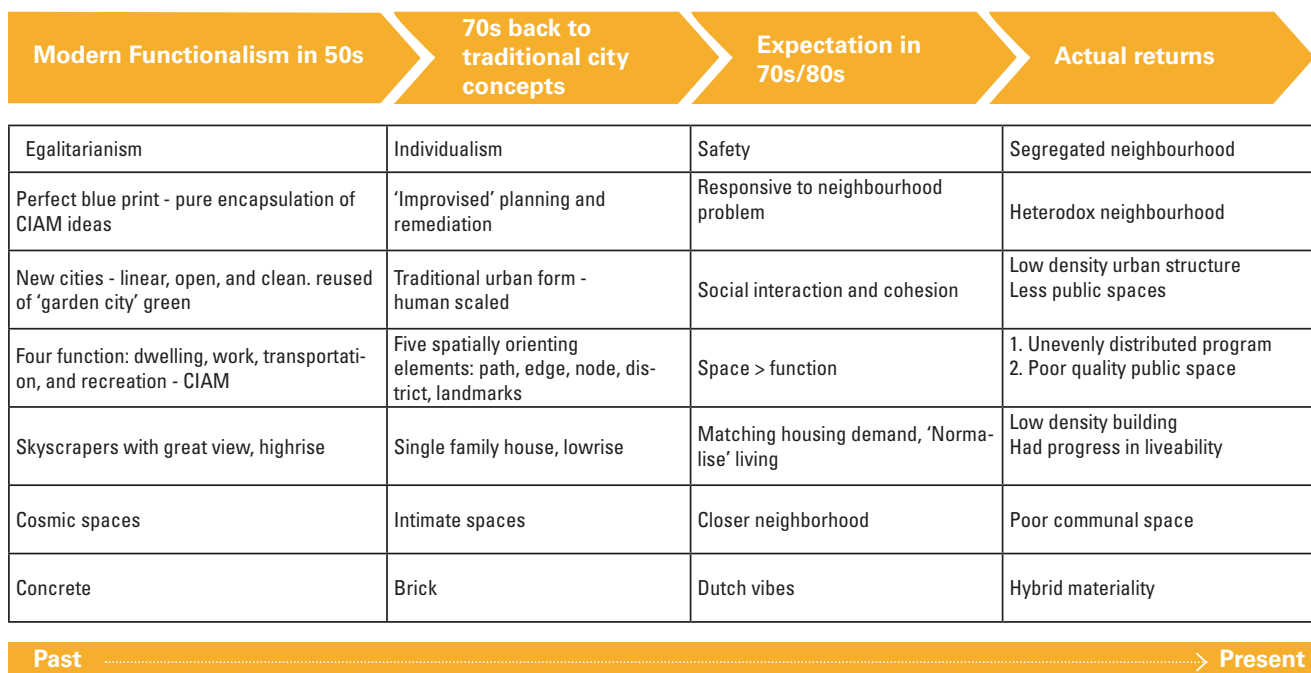 Modern Functionalism in 50s
70s back to
traditional city
concepts
Expectation in
70s/80s
Actual returns
Egalitarianism
Individualism
Safety
Segregated neighbourhood
Perfect blue print - pure encapsulation of
CIAM ideas
‘Improvised’ planning and
remediation
Responsive to neighbourhood
problem
Heterodox neighbourhood
New cities - linear, open, and clean. reused
of ‘garden city’ green
Traditional urban form -
human scaled
Social interaction and cohesion
Low density urban structure
Less public spaces
Four function: dwelling, work, transportati-
on, and recreation - CIAM
Five spatially orienting
elements: path, edge, node, dis-
trict, landmarks
Space > function
1. Unevenly distributed program
2. Poor quality public space
Skyscrapers with great view, highrise
Single family house, lowrise
Matching housing demand, ‘Norma-
lise’ living
Low density building
Had progress in liveability
Cosmic spaces
Intimate spaces
Closer neighborhood
Poor communal space
Concrete
Brick
Dutch vibes
Hybrid materiality
Past
Present